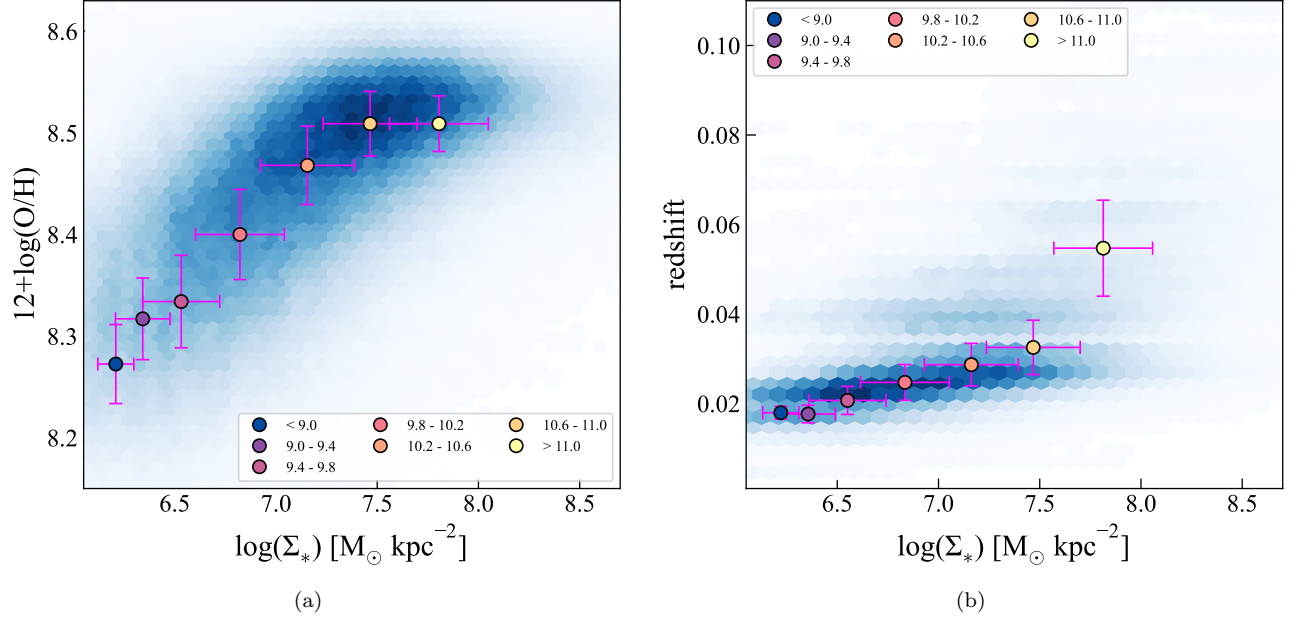 8.6
8.5
8.4
8.3
8.2
12+log(O/H)
< 9.0
9.0 - 9.4
9.4 - 9.8
9.8 - 10.2
10.2 - 10.6
10.6 - 11.0
> 11.0
6.5 7.0 7.5 8.0 8.5
log(Σ*) [M⊙ kpc⁻²]
(a)
< 9.0
9.0 - 9.4
9.4 - 9.8
9.8 - 10.2
10.2 - 10.6
10.6 - 11.0
> 11.0
0.10
0.08
0.06
0.04
0.02
redshift
6.5 7.0 7.5 8.0 8.5
log(Σ*) [M⊙ kpc⁻²]
(b)